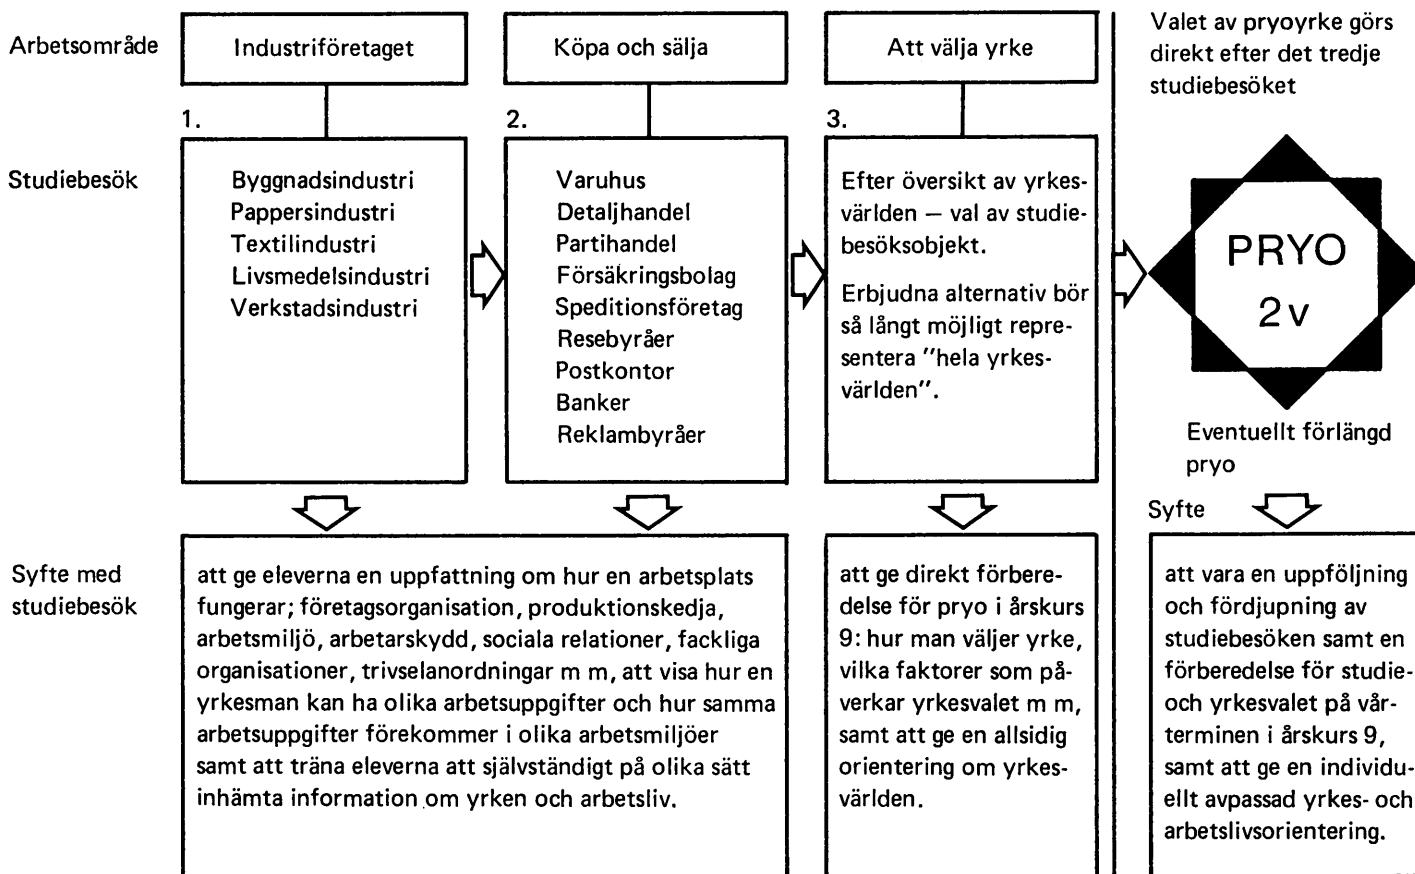 Arbetsområde
Industriföretaget
Köpa och sälja
Att välja yrke
Valet av pryoyrke görs
direkt efter det tredje
studiebesöket
1.
2.
3.
Studiebesök
Byggnadsindustri
Pappersindustri
Textilindustri
Livsmedelsindustri
Verkstadsindustri
Varuhus
Detaljhandel
Partihandel
Försäkringsbolag
Speditionsföretag
Resebyråer
Postkontor
Banker
Reklambyråer
Efter översikt av yrkes-
världen — val av studie-
besöksobjekt.
Erbjudna alternativ bör
så långt möjligt repre-
sentera "hela yrkes-
världen".
PRYO
2v
Eventuellt förlängd
pryo
Syfte
Syfte med
studiebesök
att ge eleverna en uppfattning om hur en arbetsplats
fungerar; företagsorganisation, produktionskedja,
arbetsmiljö, arbetarskydd, sociala relationer, fackliga
organisationer, trivselanordningar m m, att visa hur en
yrkesman kan ha olika arbetsuppgifter och hur samma
arbetsuppgifter förekommer i olika arbetsmiljöer
samt att träna eleverna att självständigt på olika sätt
inhämta information om yrken och arbetsliv.
att ge direkt förbere-
delse för pryo i årskurs
9: hur man väljer yrke,
vilka faktorer som på-
verkar yrkesvalet m m,
samt att ge en allsidig
orientering om yrkes-
världen.
att vara en uppföljning
och fördjupning av
studiebesöken samt en
förberedelse för studie-
och yrkesvalet på vår-
terminen i årskurs 9,
samt att ge en individu-
ellt avpassad yrkes- och
arbetslivsorientering.